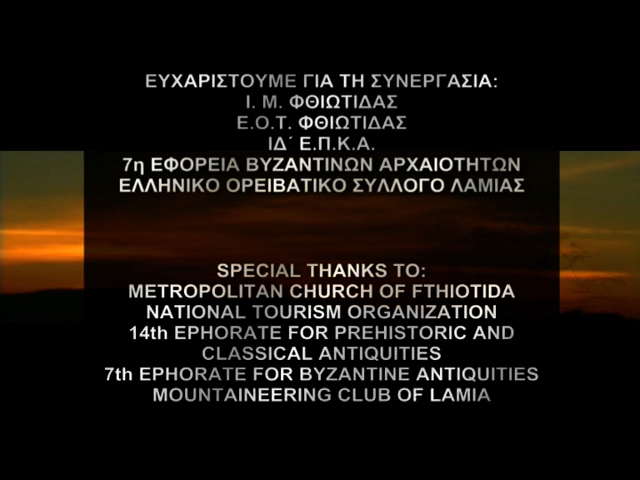 ΕΥΧΑΡΙΣΤΟΥΜΕ ΓΙΑ ΤΗ ΣΥΝΕΡΓΑΣΙΑ:
Ι. Μ. ΦΘΙΩΤΙΔΑΣ
Ε.Ο.Τ. ΦΘΙΩΤΙΔΑΣ
ΙΔ΄ Ε.Π.Κ.Α.
7η ΕΦΟΡΕΙΑ ΒΥΖΑΝΤΙΝΩΝ ΑΡΧΑΙΟΤΗΤΩΝ
ΕΛΛΗΝΙΚΟ ΟΡΕΙΒΑΤΙΚΟ ΣΥΛΛΟΓΟ ΛΑΜΙΑΣ
SPECIAL THANKS TO:
METROPOLITAN CHURCH OF FTHIOTIDA
NATIONAL TOURISM ORGANIZATION
14th EPHORATE FOR PREHISTORIC AND
CLASSICAL ANTIQUITIES
7th EPHORATE FOR BYZANTINE ANTIQUITIES
MOUNTAINEERING CLUB OF LAMIA